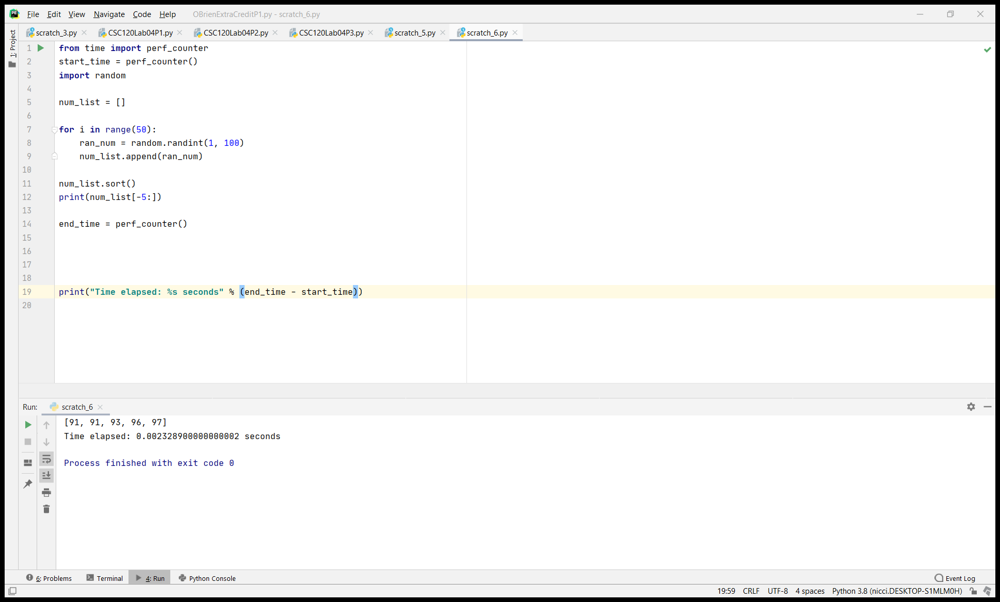 File Edit View Navigate Code Help OBrienExtraCreditP1.py - scratch_6.py
scratch_3.py CSC120Lab04P1.py CSC120Lab04P2.py CSC120Lab04P3.py scratch_5.py scratch_6.py
1: Project
1 from time import perf_counter
2 start_time = perf_counter()
3 import random
4
5 num_list = []
6
7 for i in range(50):
8     ran_num = random.randint(1, 100)
9     num_list.append(ran_num)
10
11 num_list.sort()
12 print(num_list[-5:])
13
14 end_time = perf_counter()
15
16
17
18
19 print("Time elapsed: %s seconds" % (end_time - start_time))
20
Run: scratch_6
[91, 91, 93, 96, 97]
Time elapsed: 0.002328900000000002 seconds
Process finished with exit code 0
6: Problems Terminal 4: Run Python Console Event Log
19:59 CRLF UTF-8 4 spaces Python 3.8 (nicci.DESKTOP-S1MLM0H)